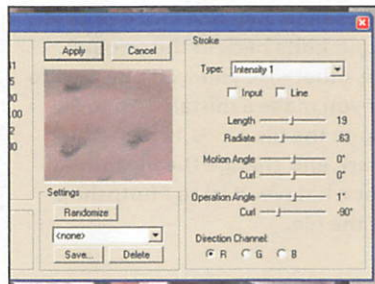 Apply Cancel
Stroke
Type: Intensity 1
Input Line
Length 19
Radiate .63
Motion Angle 0°
Curl 0°
Operation Angle 1°
Curl -90°
Direction Channel:
R G B
Settings
Randomize
<none>
Save... Delete